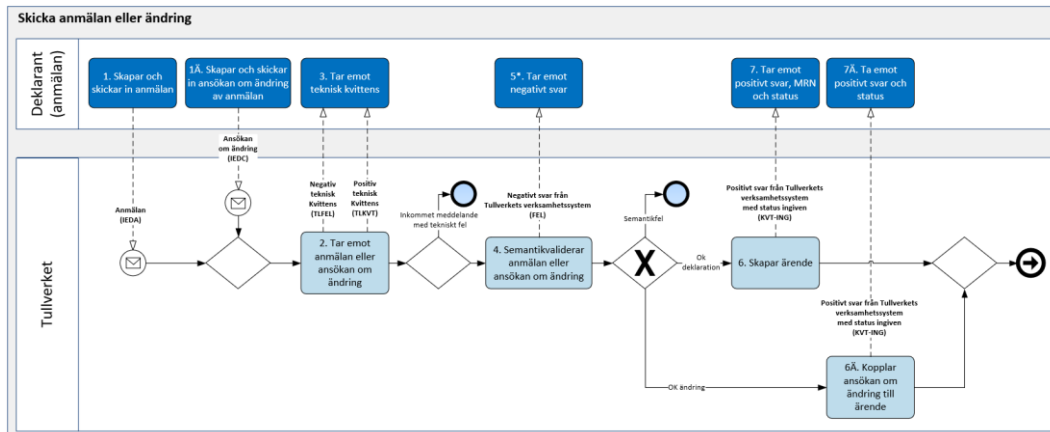 Skicka anmälan eller ändring
Deklarant
(anmälan)
1. Skapar och
skickar in anmälan
1Ä. Skapar och skickar
in ansökan om ändring
av anmälan
3. Tar emot
teknisk kvittens
5*. Tar emot
negativt svar
7. Tar emot
positivt svar, MRN
och status
7Ä. Ta emot
positivt svar och
status
Tullverket
Anmälan
(IEDA)
Ansökan
om ändring
(IEDC)
Negativ
teknisk
Kvittens
(TLFEL)
Positiv
teknisk
Kvittens
(TLKVT)
2. Tar emot
anmälan eller
ansökan om
ändring
Inkommet meddelande
med tekniskt fel
Negativt svar från
Tullverkets verksamhetssystem
(FEL)
4. Semantikvaliderar
anmälan eller
ansökan om ändring
Semantikfel
Ok
deklaration
OK ändring
Positivt svar från Tullverkets
verksamhetssystem
med status ingiven
(KVT-ING)
6. Skapar ärende
Positivt svar från Tullverkets
verksamhetssystem
med status ingiven
(KVT-ING)
6Ä. Kopplar
ansökan om
ändring till
ärende